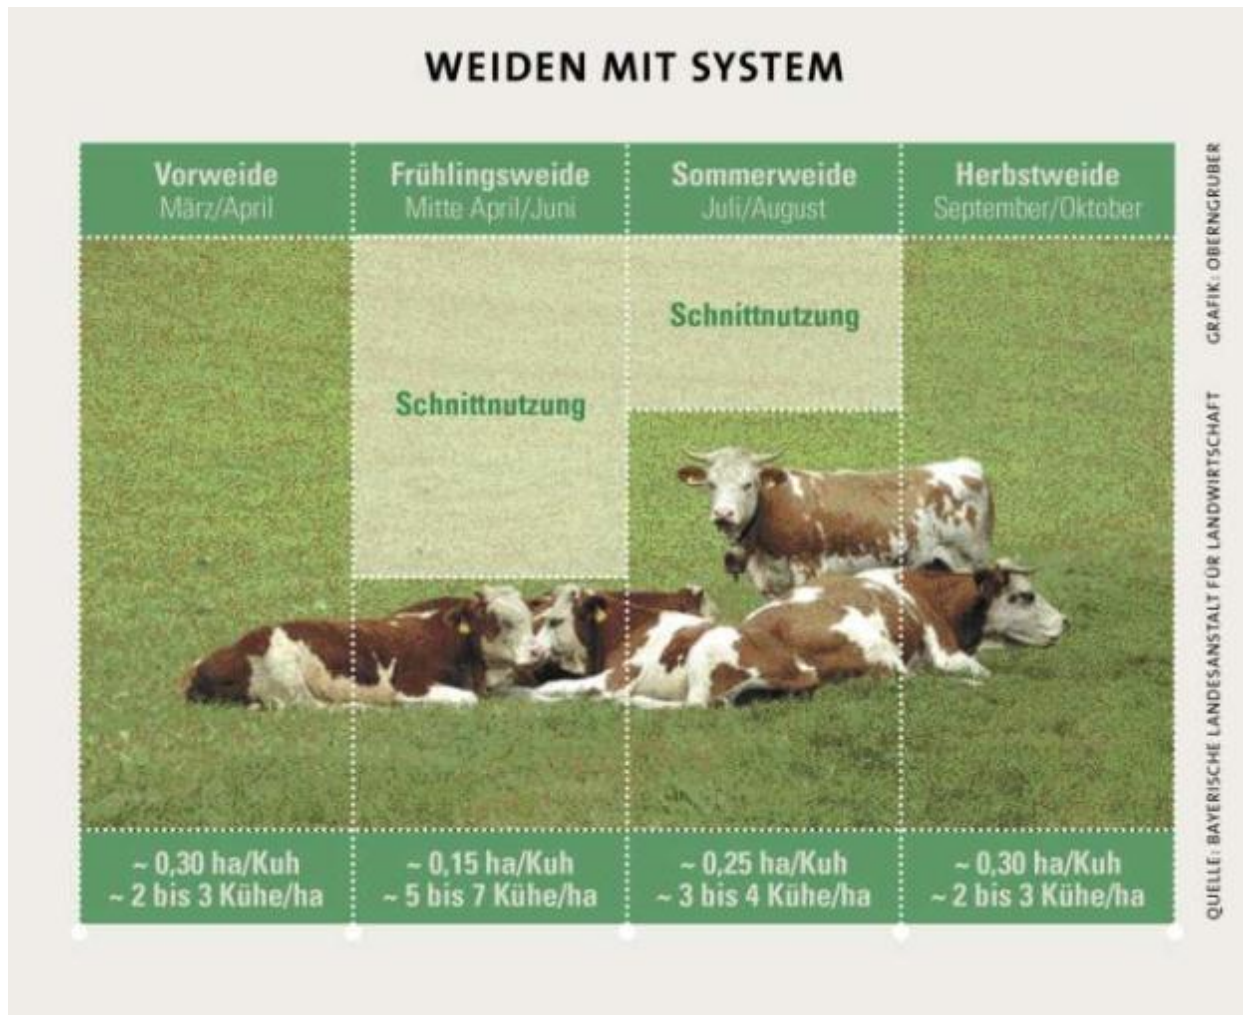 WEIDEN MIT SYSTEM
Vorweide
März/April
Frühlingsweide
Mitte April/Juni
Sommerweide
Juli/August
Herbstweide
September/Oktober
Schnittnutzung
Schnittnutzung
~ 0,30 ha/Kuh
~ 2 bis 3 Kühe/ha
~ 0,15 ha/Kuh
~ 5 bis 7 Kühe/ha
~ 0,25 ha/Kuh
~ 3 bis 4 Kühe/ha
~ 0,30 ha/Kuh
~ 2 bis 3 Kühe/ha
QUELLE: BAYERISCHE LANDESANSTALT FÜR LANDWIRTSCHAFT GRAFIK: OBERNGRUBER